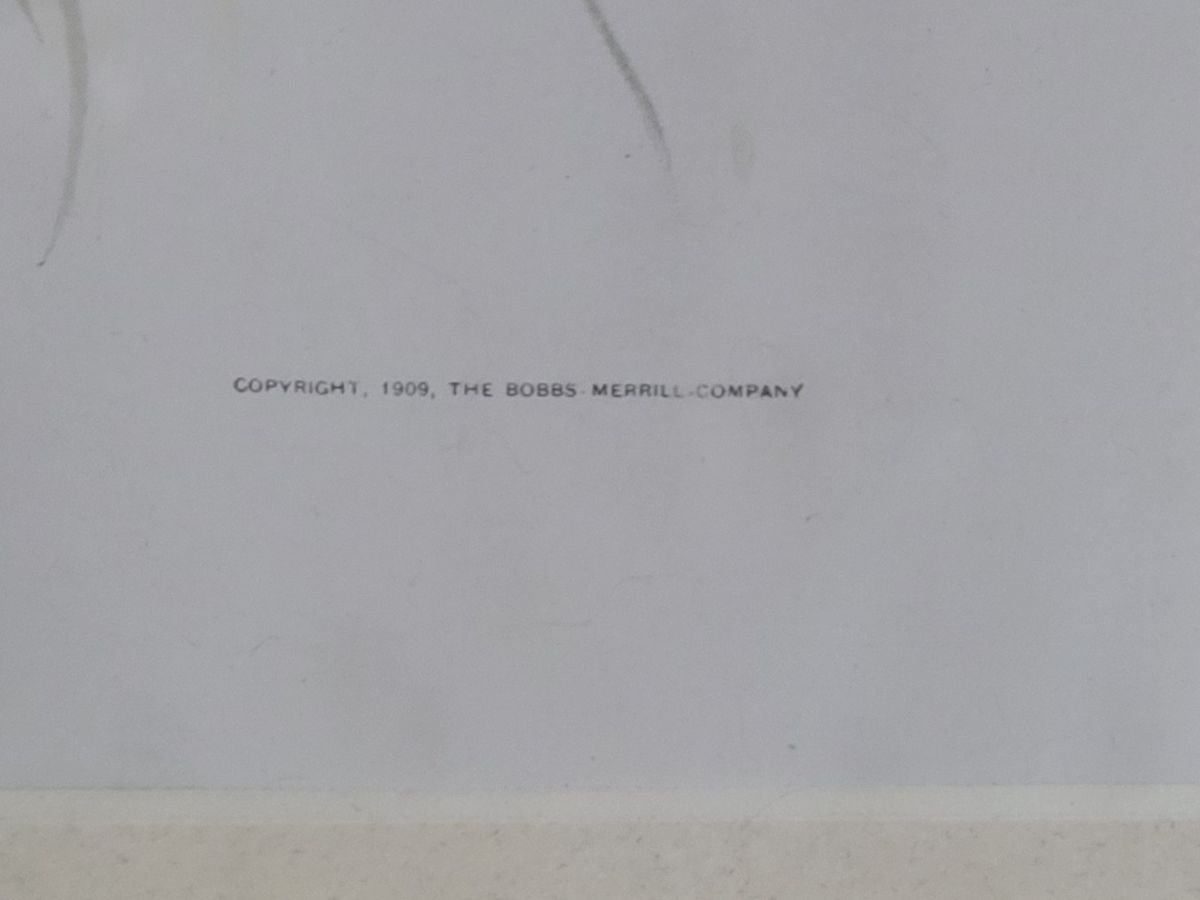 COPYRIGHT, 1909, THE BOBBS-MERRILL COMPANY